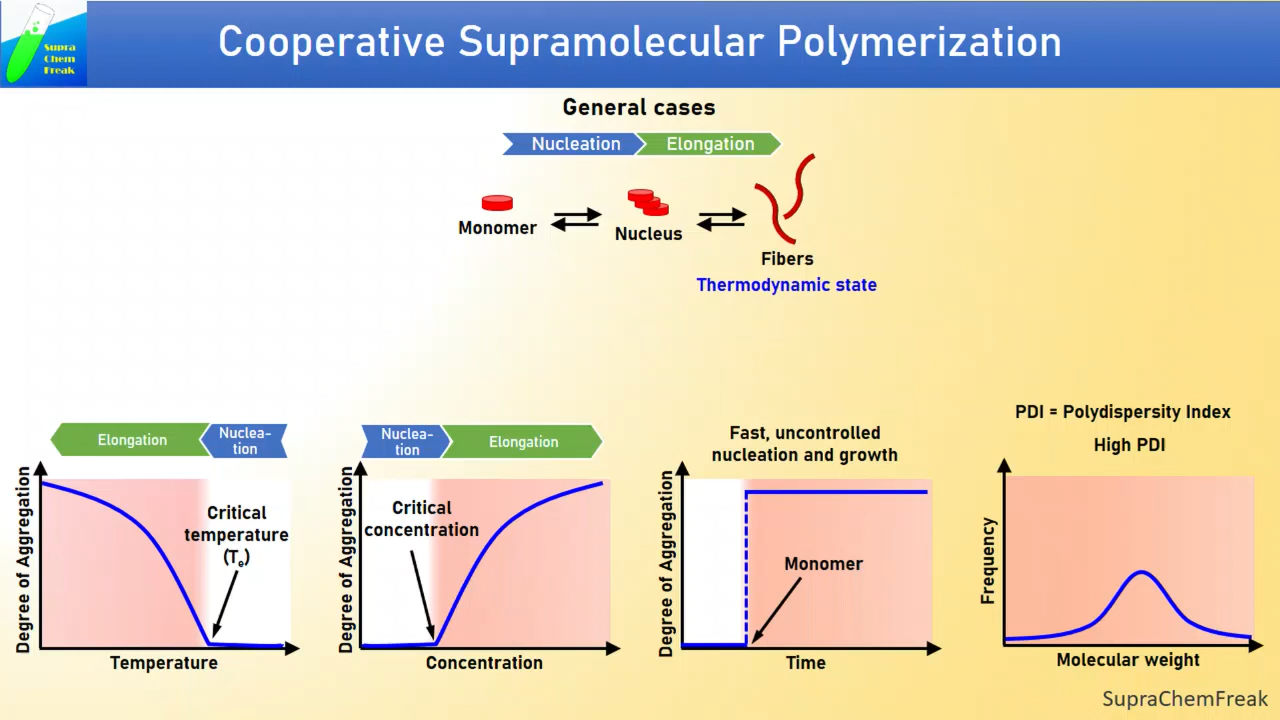 Supra
Chem
Freak
Cooperative Supramolecular Polymerization
General cases
Nucleation
Elongation
Monomer
Nucleus
Fibers
Thermodynamic state
Elongation
Nuclea-
tion
Degree of Aggregation
Critical
temperature
(Te)
Temperature
Nuclea-
tion
Elongation
Degree of Aggregation
Critical
concentration
Concentration
Fast, uncontrolled
nucleation and growth
Degree of Aggregation
Monomer
Time
PDI = Polydispersity Index
High PDI
Frequency
Molecular weight
SupraChemFreak